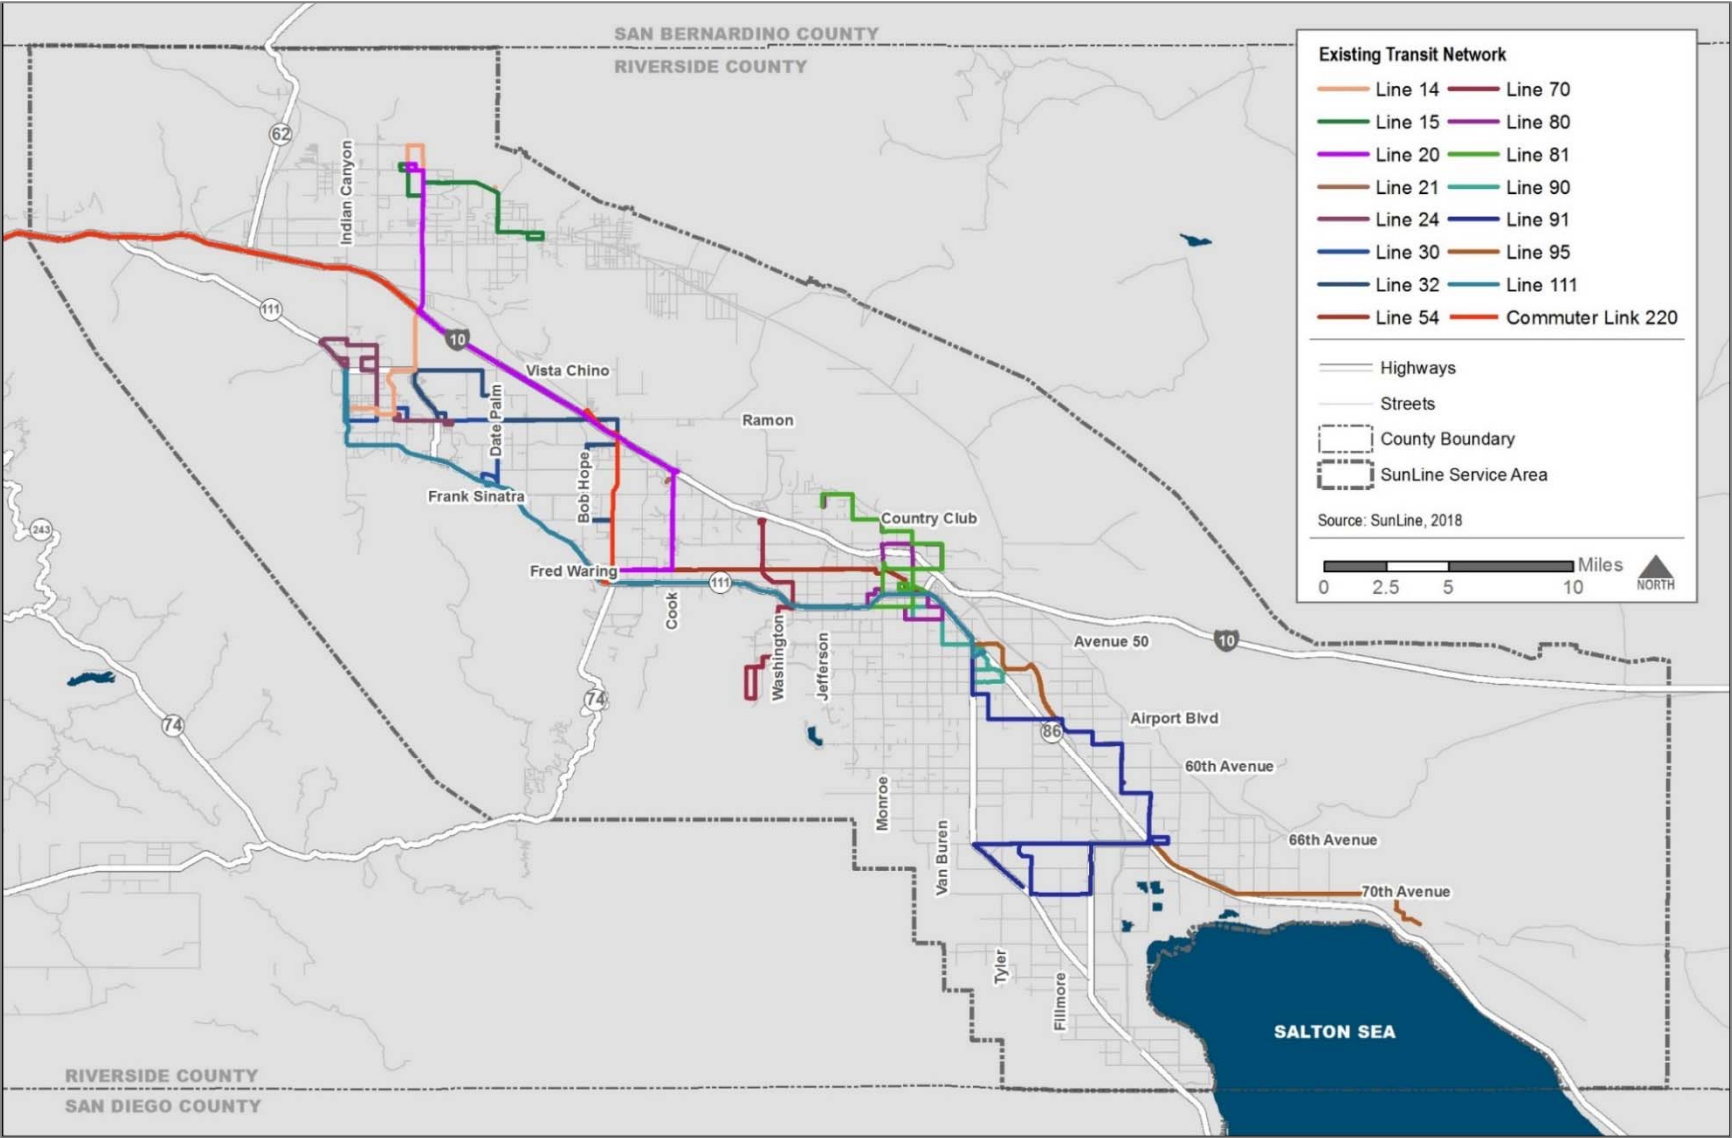 SAN BERNARDINO COUNTY
RIVERSIDE COUNTY
Existing Transit Network
Line 14
Line 70
Line 15
Line 80
Line 20
Line 81
Line 21
Line 90
Line 24
Line 91
Line 30
Line 95
Line 32
Line 111
Line 54
Commuter Link 220
Highways
Streets
County Boundary
SunLine Service Area
Source: SunLine, 2018
0 2.5 5 10 Miles
NORTH
62
Indian Canyon
111
10
Vista Chino
Date Palm
Ramon
Bob Hope
Frank Sinatra
Country Club
243
Fred Waring
111
Cook
Washington
Jefferson
Avenue 50
10
74
74
86
Airport Blvd
60th Avenue
Monroe
Van Buren
66th Avenue
70th Avenue
Tyler
Fillmore
SALTON SEA
RIVERSIDE COUNTY
SAN DIEGO COUNTY